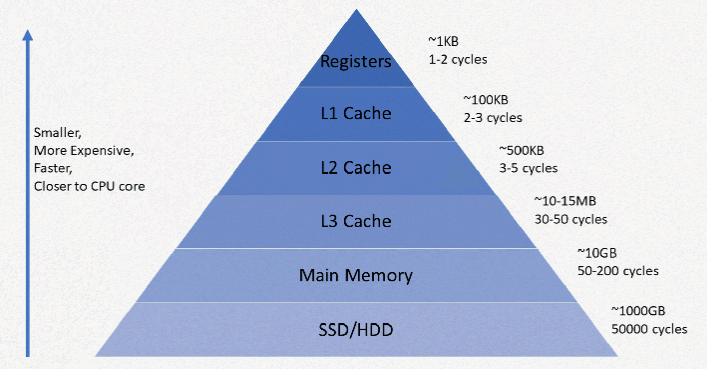 Smaller,
More Expensive,
Faster,
Closer to CPU core
Registers
~1KB
1-2 cycles
L1 Cache
~100KB
2-3 cycles
L2 Cache
~500KB
3-5 cycles
L3 Cache
~10-15MB
30-50 cycles
Main Memory
~10GB
50-200 cycles
SSD/HDD
~1000GB
50000 cycles